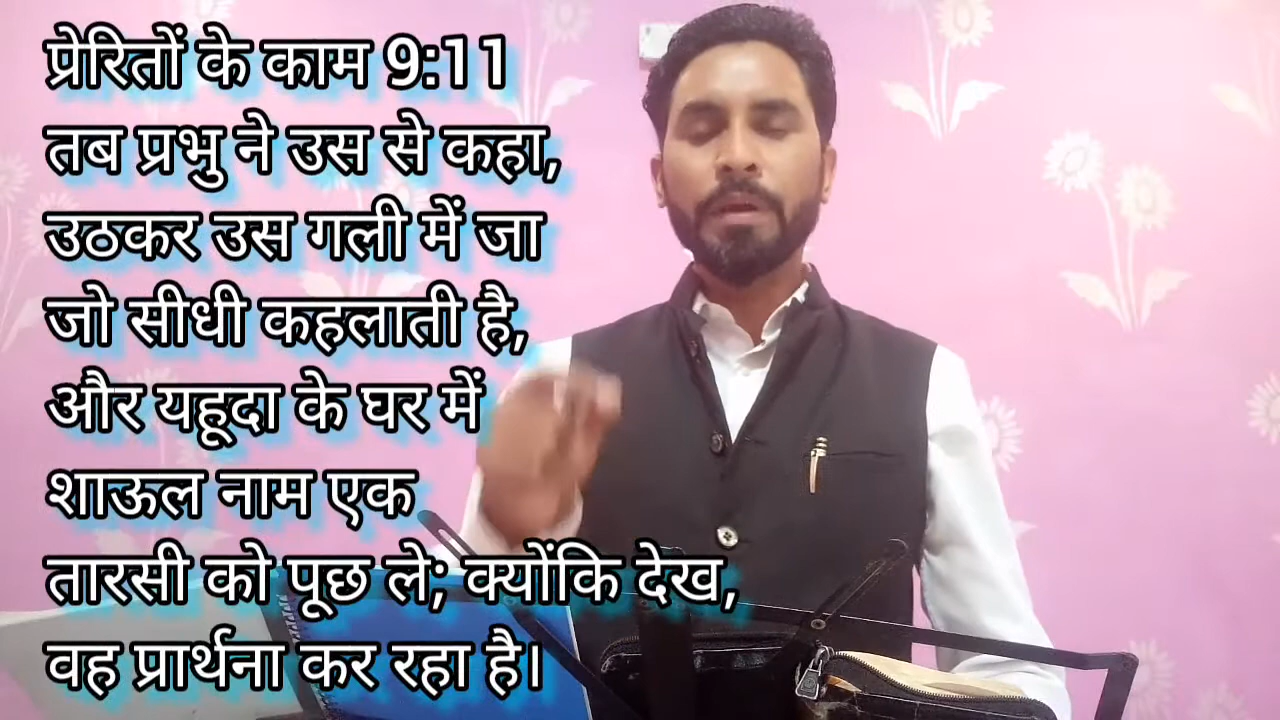 प्रेरितों के काम 9:11
तब प्रभु ने उस से कहा,
उठकर उस गली में जा
जो सीधी कहलाती है,
और यहूदा के घर में
शाऊल नाम एक
तारसी को पूछ ले; क्योंकि देख,
वह प्रार्थना कर रहा है।